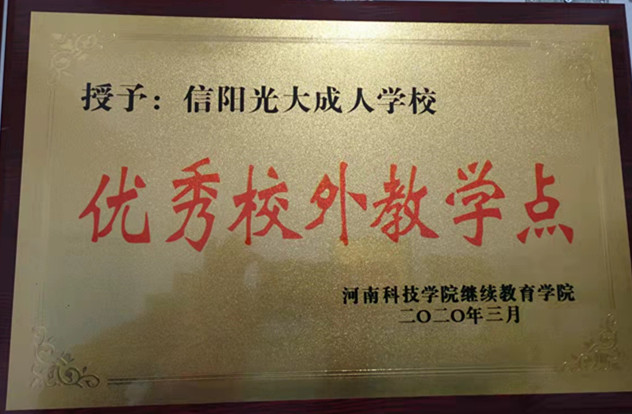 授予：信阳光大成人学校
优秀校外教学点
河南科技学院继续教育学院
二〇二〇年三月